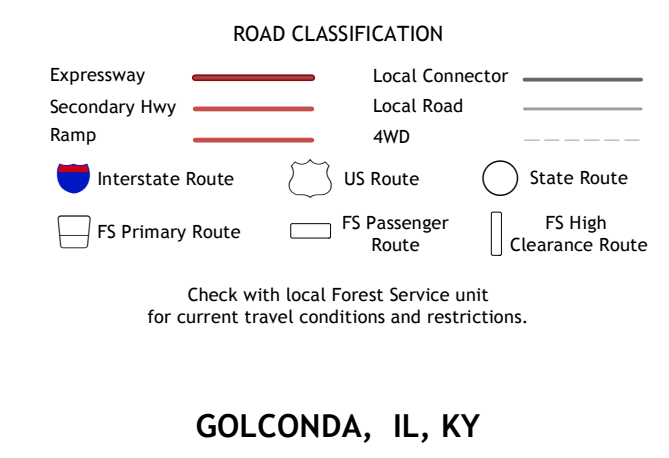 ROAD CLASSIFICATION
Expressway
Local Connector
Secondary Hwy
Local Road
Ramp
4WD
Interstate Route
US Route
State Route
FS Primary Route
FS Passenger
Route
FS High
Clearance Route
Check with local Forest Service unit
for current travel conditions and restrictions.
GOLCONDA, IL, KY